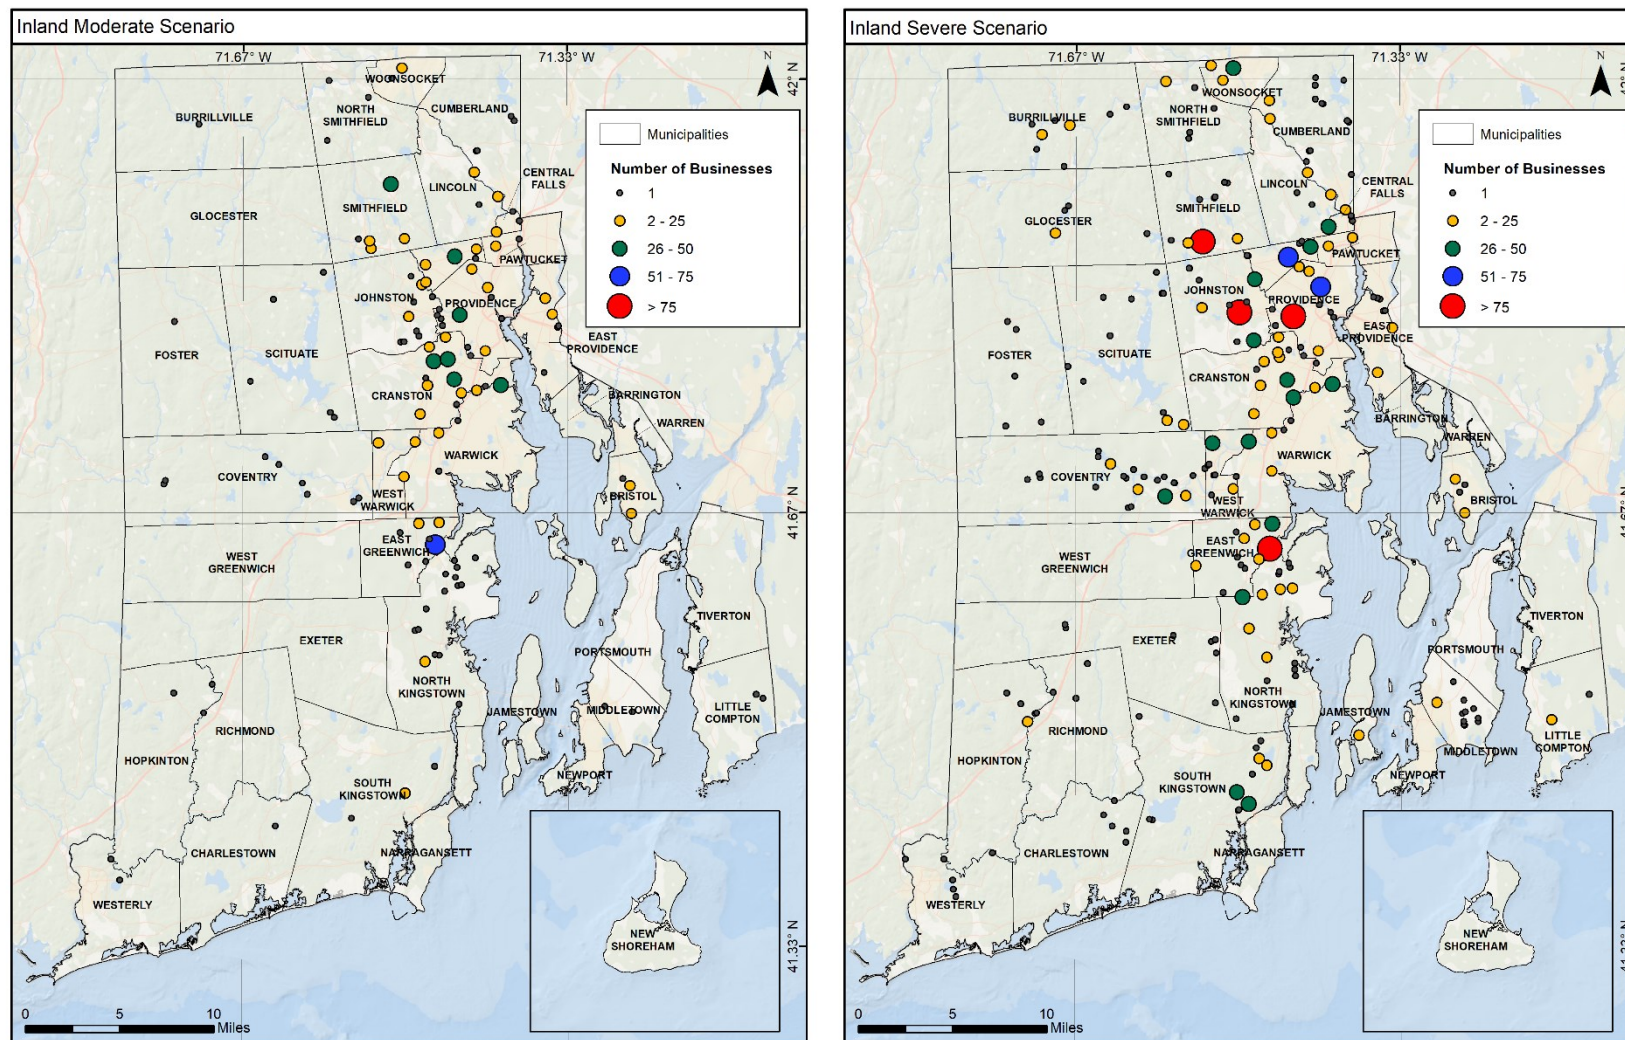 Inland Moderate Scenario
71.67° W
71.33° W
N
42° N
WOONSOCKET
BURRILLVILLE
NORTH
SMITHFIELD
CUMBERLAND
Municipalities
Number of Businesses
1
2 - 25
26 - 50
51 - 75
> 75
CENTRAL
FALLS
LINCOLN
GLOCESTER
SMITHFIELD
PAWTUCKET
JOHNSTON
PROVIDENCE
FOSTER
SCITUATE
EAST
PROVIDENCE
CRANSTON
BARRINGTON
WARREN
WARWICK
COVENTRY
WEST
WARWICK
BRISTOL
41.67° N
EAST
GREENWICH
WEST
GREENWICH
TIVERTON
EXETER
PORTSMOUTH
NORTH
KINGSTOWN
JAMESTOWN
MIDDLETOWN
LITTLE
COMPTON
RICHMOND
HOPKINTON
SOUTH
KINGSTOWN
NEWPORT
CHARLESTOWN
NARRAGANSETT
WESTERLY
NEW
SHOREHAM
41.33° N
0 5 10
Miles
Inland Severe Scenario
71.67° W
71.33° W
N
42° N
WOONSOCKET
BURRILLVILLE
NORTH
SMITHFIELD
CUMBERLAND
Municipalities
Number of Businesses
1
2 - 25
26 - 50
51 - 75
> 75
CENTRAL
FALLS
LINCOLN
GLOCESTER
SMITHFIELD
PAWTUCKET
JOHNSTON
PROVIDENCE
FOSTER
SCITUATE
EAST
PROVIDENCE
CRANSTON
BARRINGTON
WARREN
WARWICK
COVENTRY
WEST
WARWICK
BRISTOL
41.67° N
EAST
GREENWICH
WEST
GREENWICH
TIVERTON
EXETER
PORTSMOUTH
NORTH
KINGSTOWN
JAMESTOWN
MIDDLETOWN
LITTLE
COMPTON
RICHMOND
HOPKINTON
SOUTH
KINGSTOWN
NEWPORT
CHARLESTOWN
NARRAGANSETT
WESTERLY
NEW
SHOREHAM
41.33° N
0 5 10
Miles